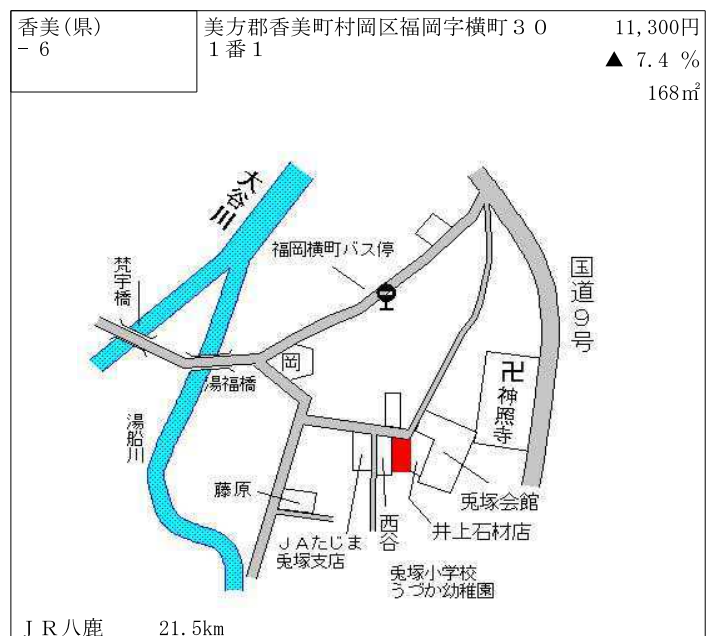 香美(県)
－6
美方郡香美町村岡区福岡字横町３０
１番１
11,300円
▲ 7.4 %
168㎡
大谷川
福岡横町バス停
梵字橋
国道９号
岡
湯福橋
卍神照寺
湯船川
藤原
兎塚会館
西谷
井上石材店
ＪＡたじま
兎塚支店
兎塚小学校
うづか幼稚園
ＪＲ八鹿 21.5km